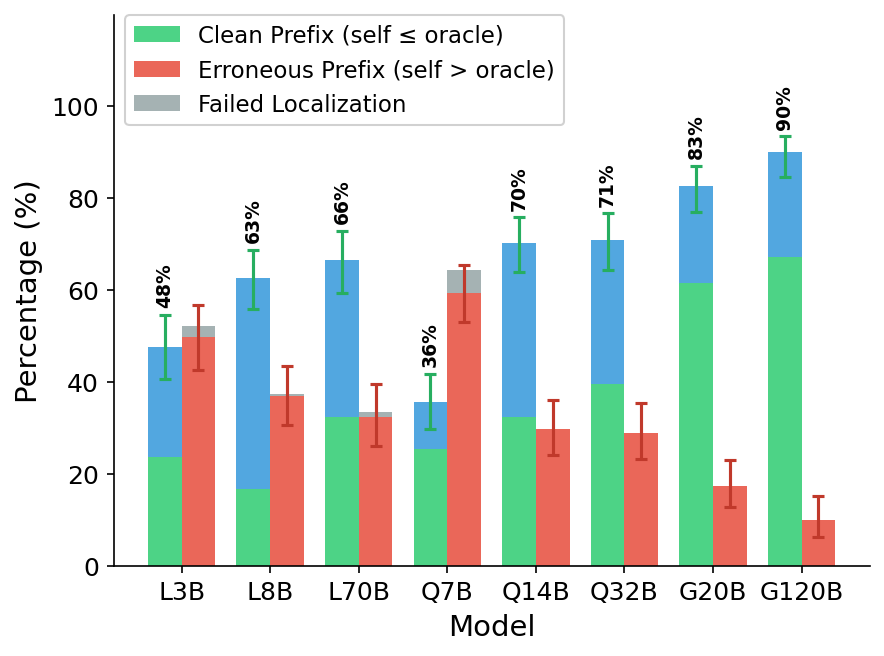 Clean Prefix (self ≤ oracle)
Erroneous Prefix (self > oracle)
Failed Localization
Percentage (%)
100
80
60
40
20
0
48%
63%
66%
36%
70%
71%
83%
90%
L3B L8B L70B Q7B Q14B Q32B G20B G120B
Model